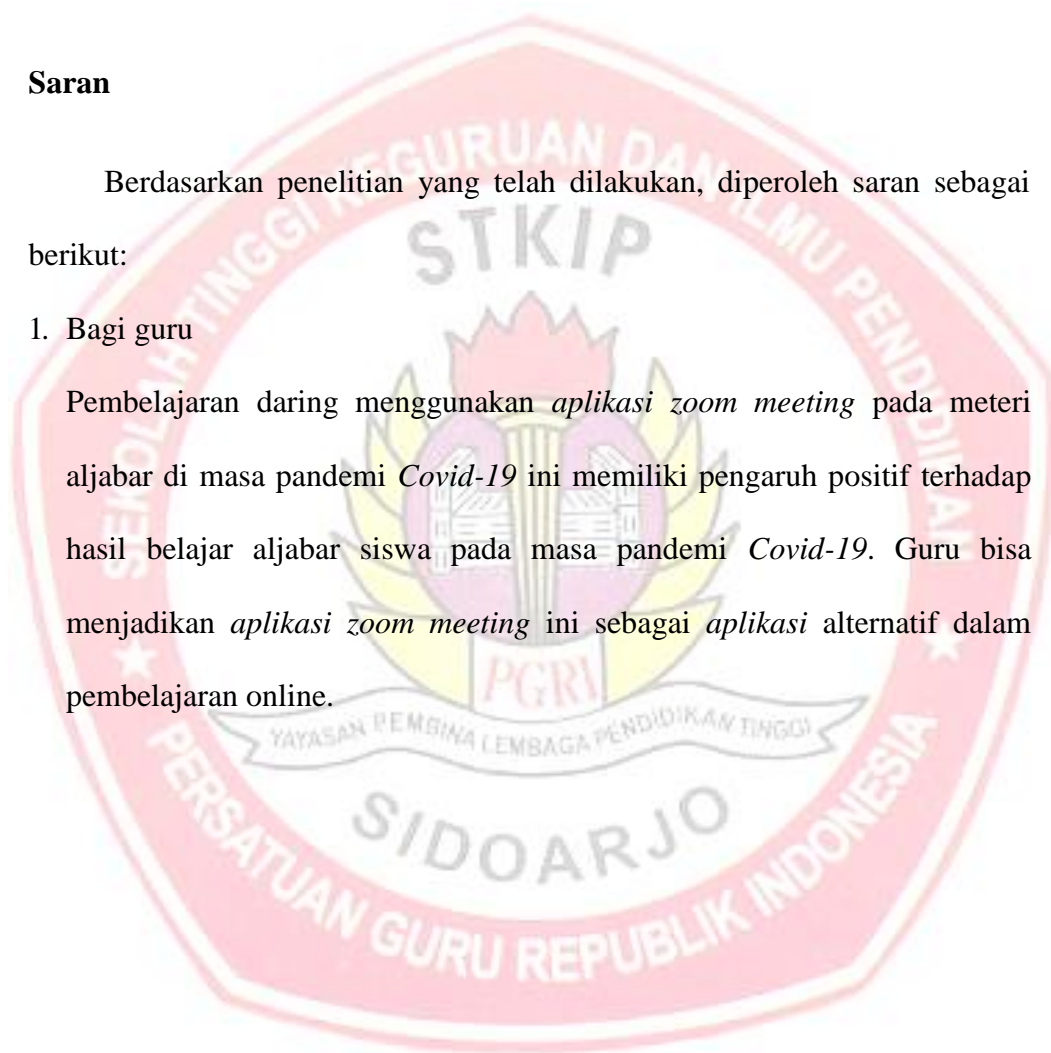 Saran
Berdasarkan penelitian yang telah dilakukan, diperoleh saran sebagai
berikut:
1. Bagi guru
Pembelajaran daring menggunakan aplikasi zoom meeting pada meteri
aljabar di masa pandemi Covid-19 ini memiliki pengaruh positif terhadap
hasil belajar aljabar siswa pada masa pandemi Covid-19. Guru bisa
menjadikan aplikasi zoom meeting ini sebagai aplikasi alternatif dalam
pembelajaran online.
SEKOLAH TINGGI KEGURUAN DAN ILMU PENDIDIKAN
STKIP
PGRI
YAYASAN PEMBINA LEMBAGA PENDIDIKAN TINGGI
SIDOARJO
PERSATUAN GURU REPUBLIK INDONESIA